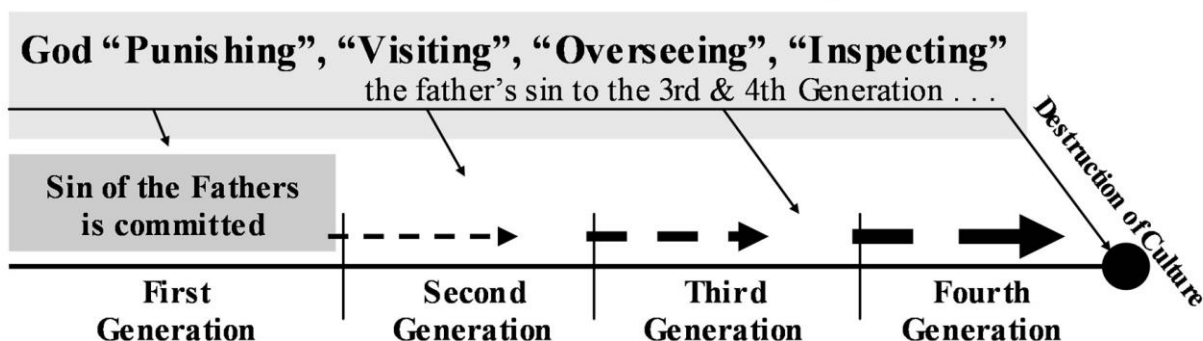 God “Punishing”, “Visiting”, “Overseeing”, “Inspecting”
the father’s sin to the 3rd & 4th Generation . . .
Sin of the Fathers
is committed
Destruction of Culture
First
Generation
Second
Generation
Third
Generation
Fourth
Generation